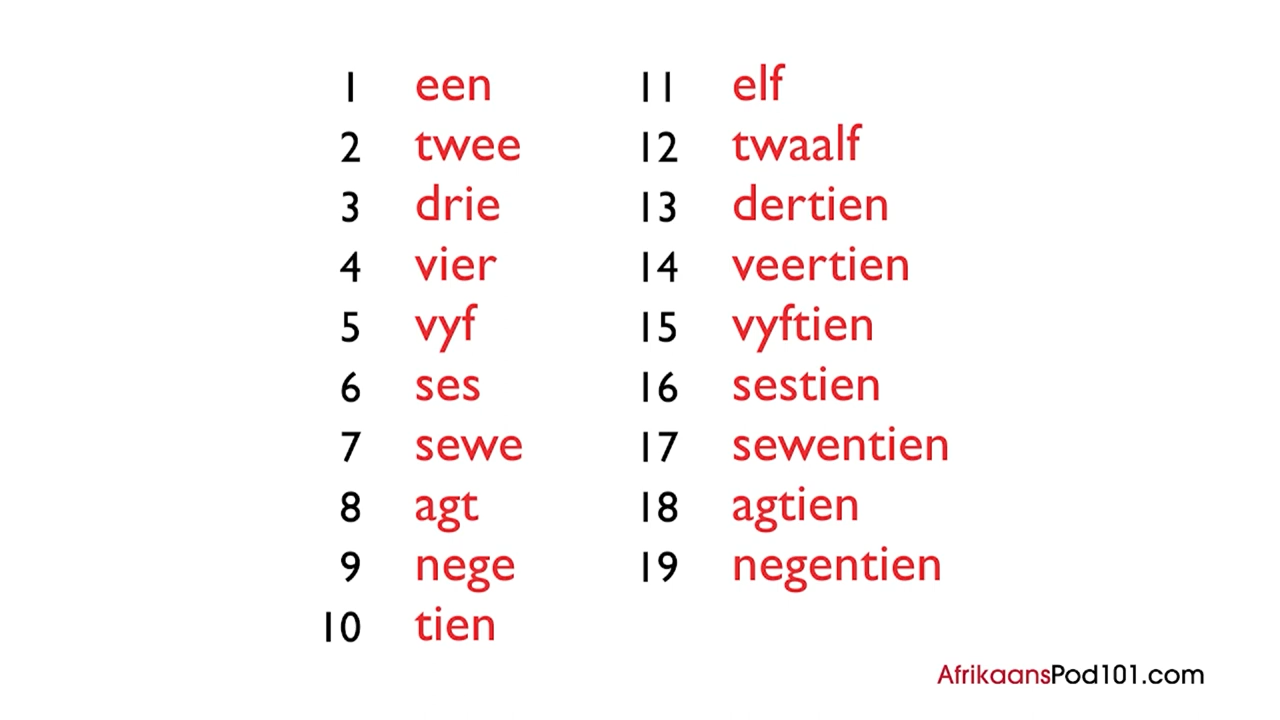 1 een
2 twee
3 drie
4 vier
5 vyf
6 ses
7 sewe
8 agt
9 nege
10 tien
11 elf
12 twaalf
13 dertien
14 veertien
15 vyftien
16 sestien
17 sewentien
18 agtien
19 negentien
AfrikaansPod101.com